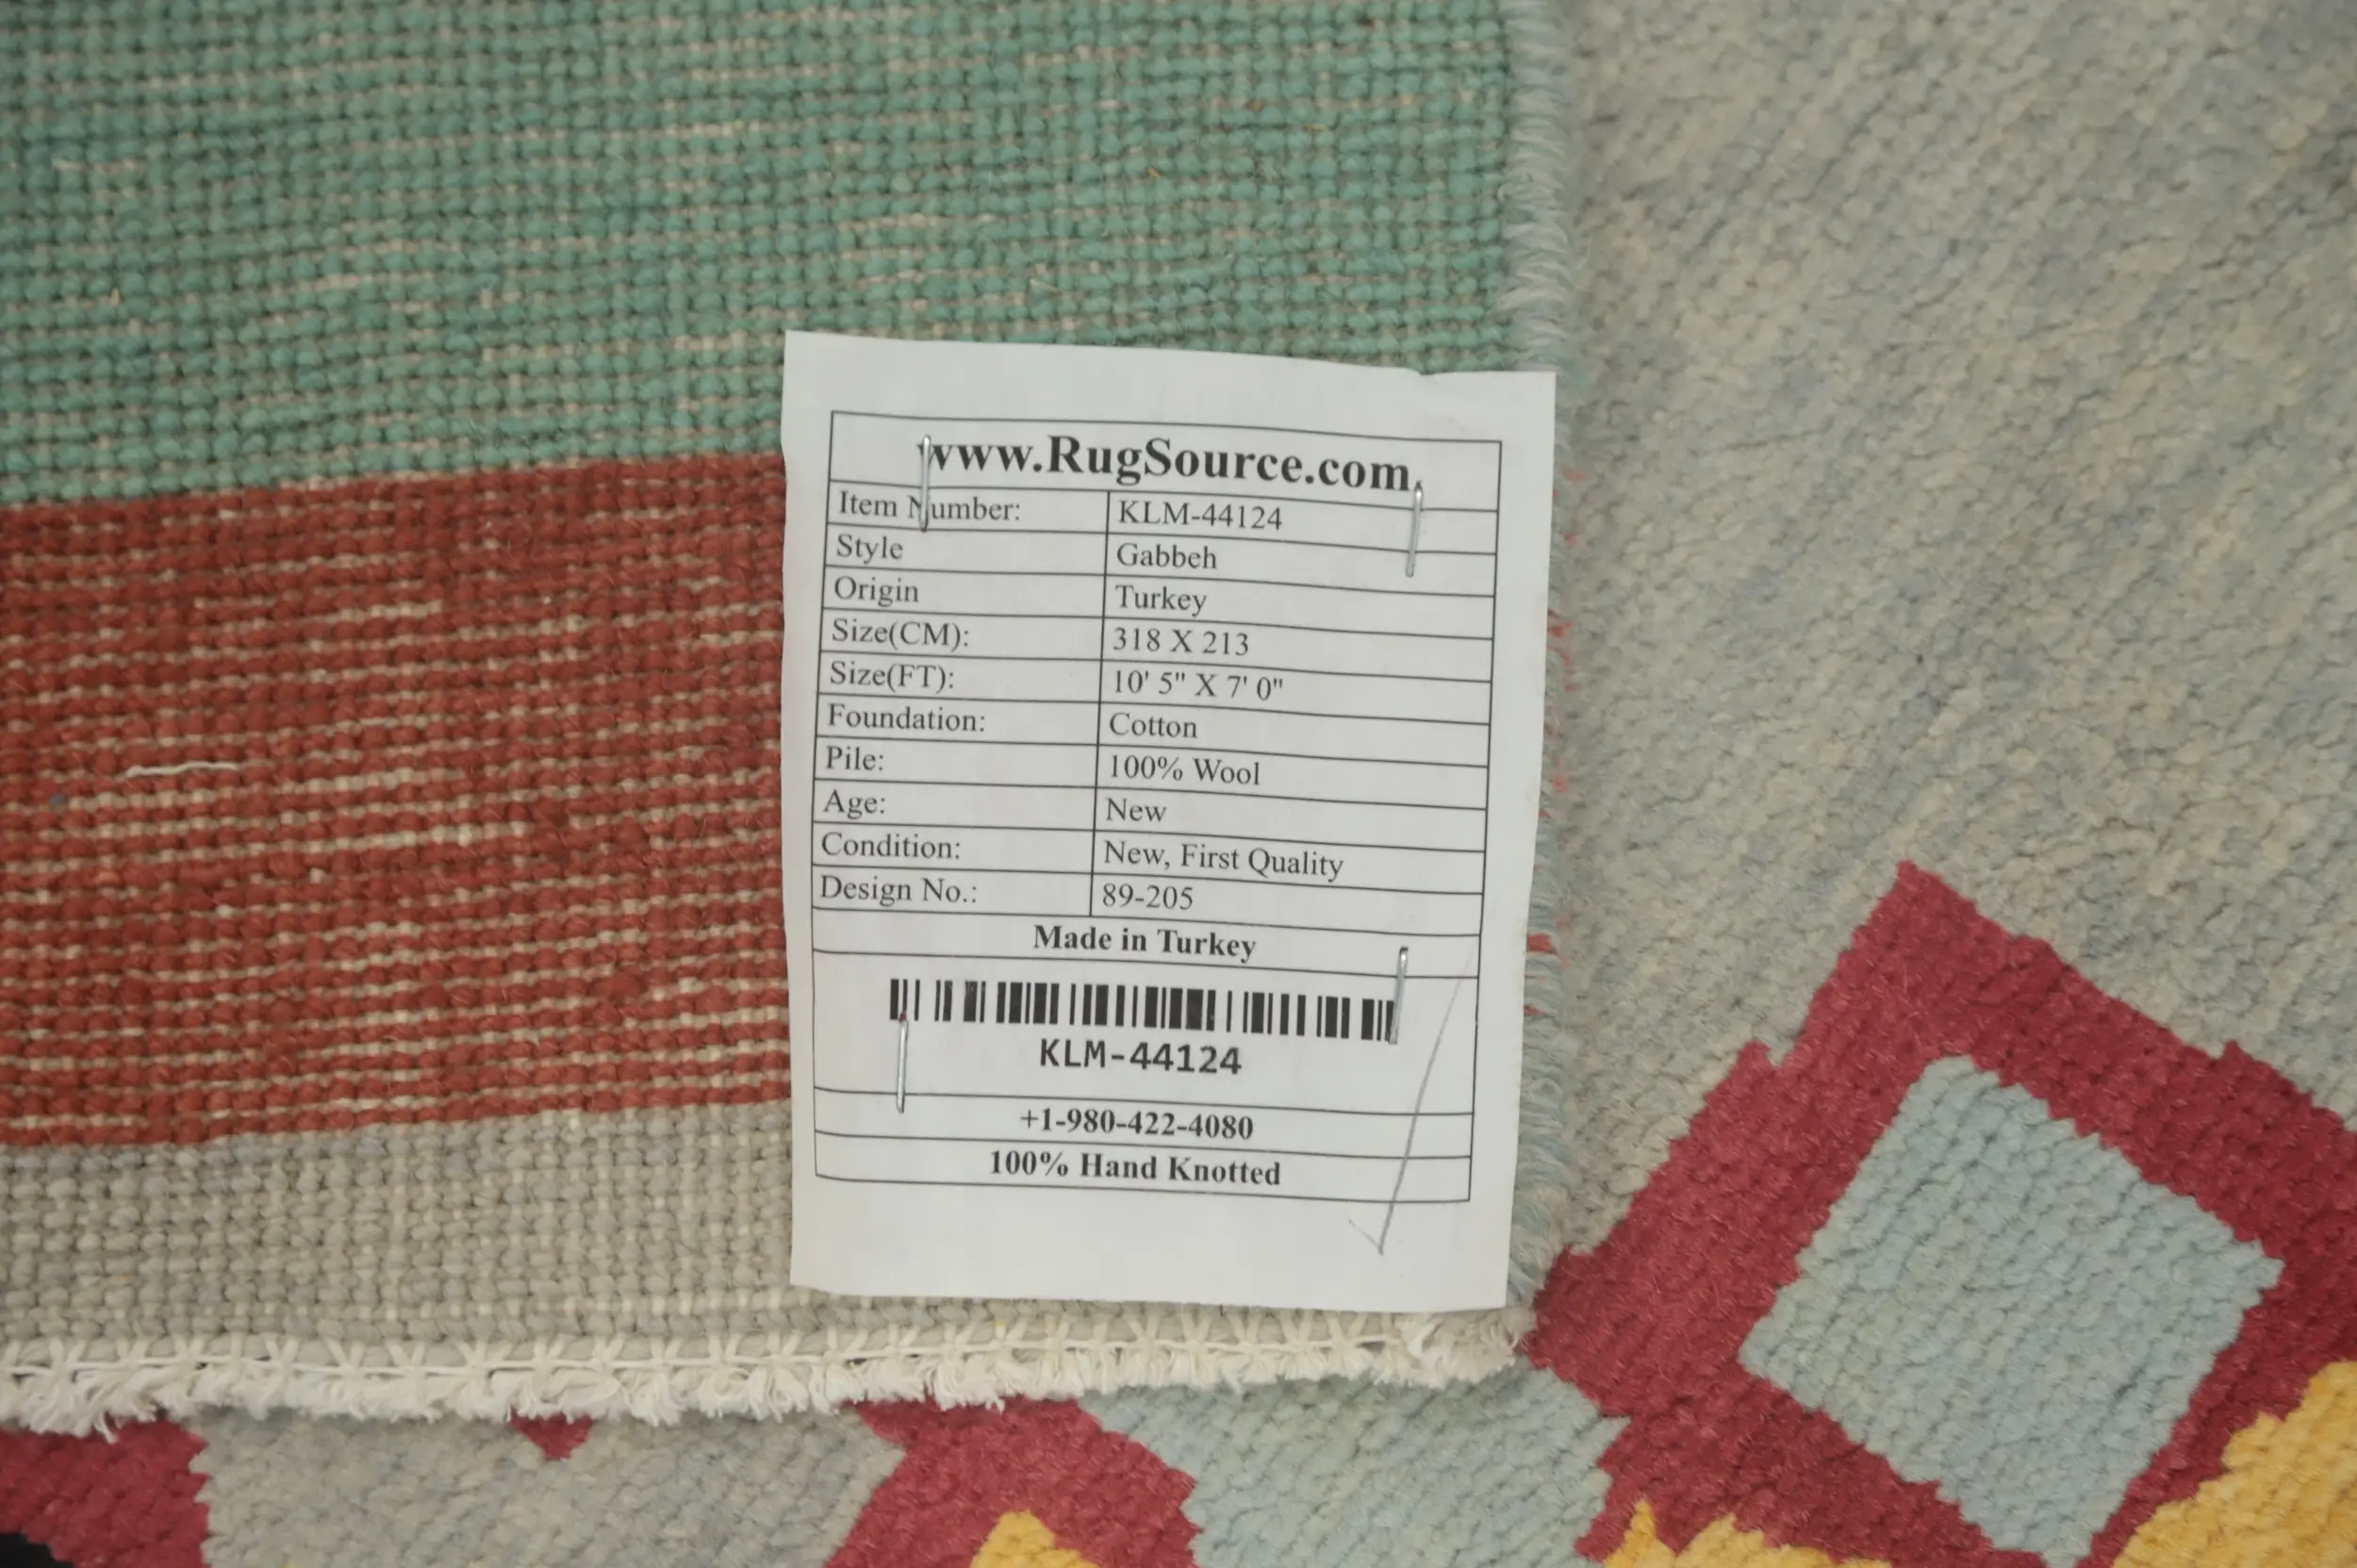 www.RugSource.com
Item Number: KLM-44124
Style Gabbeh
Origin Turkey
Size(CM): 318 X 213
Size(FT): 10' 5" X 7' 0"
Foundation: Cotton
Pile: 100% Wool
Age: New
Condition: New, First Quality
Design No.: 89-205
Made in Turkey
KLM-44124
+1-980-422-4080
100% Hand Knotted